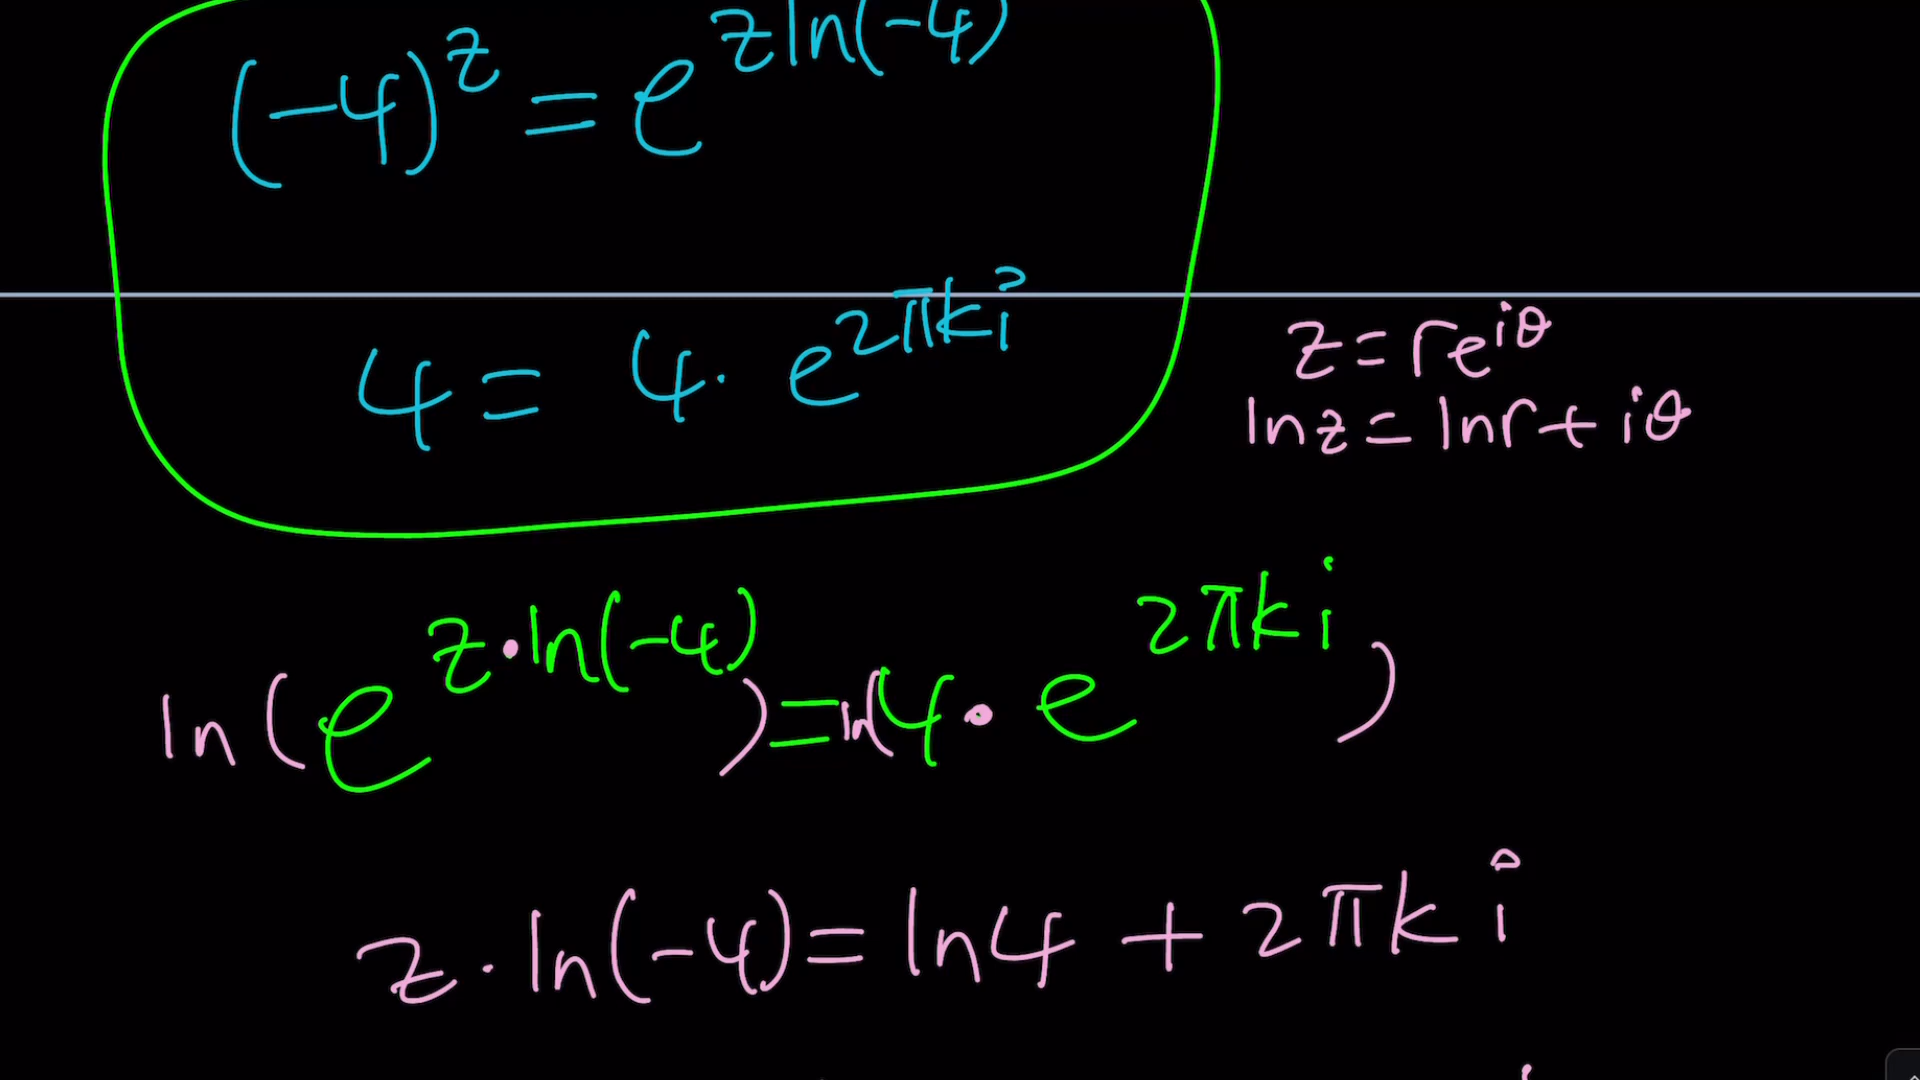 (-4)^z = e^{z ln(-4)}
4 = 4 · e^{2πki}
z = re^{iθ}
ln z = ln r + iθ
ln(e^{z·ln(-4)}) = ln(4 · e^{2πki})
z · ln(-4) = ln 4 + 2πki